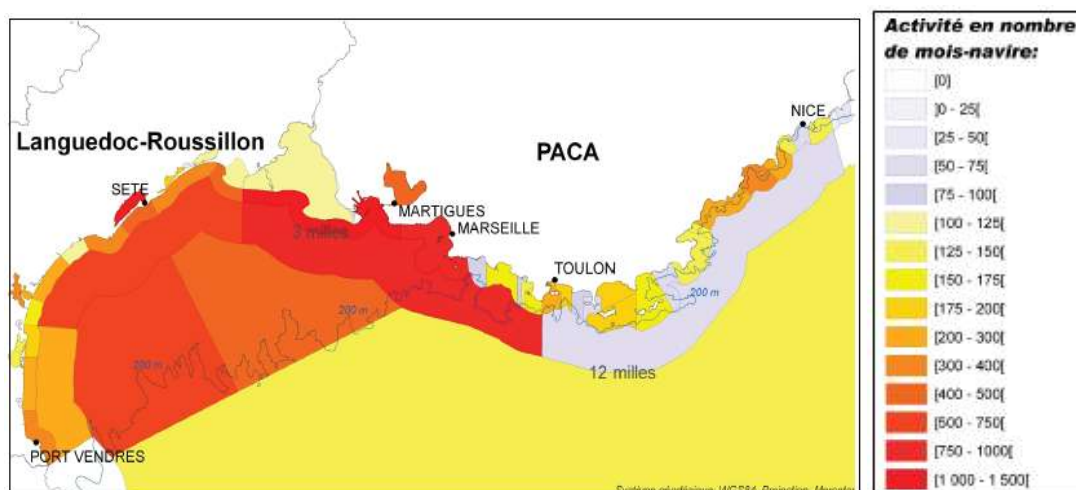 Activité en nombre
de mois-navire:
[0]
]0 - 25[
[25 - 50[
[50 - 75[
[75 - 100[
[100 - 125[
[125 - 150[
[150 - 175[
[175 - 200[
[200 - 300[
[300 - 400[
[400 - 500[
[500 - 750[
[750 - 1000[
[1 000 - 1 500[
NICE
Languedoc-Roussillon
PACA
SETE
MARTIGUES
3 milles
MARSEILLE
TOULON
200 m
200 m
200 m
12 milles
PORT VENDRES